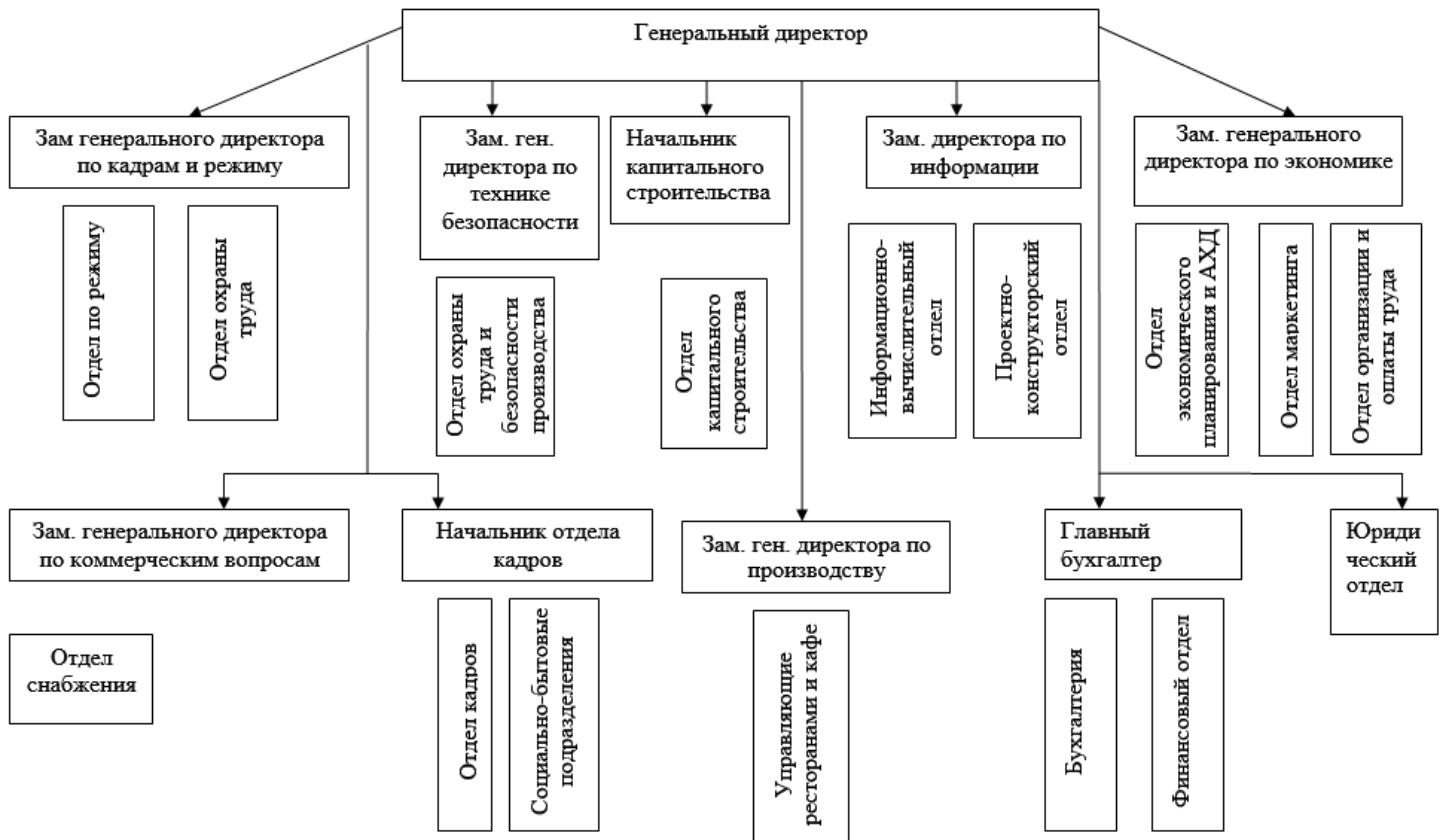 Генеральный директор
Зам генерального директора
по кадрам и режиму
Зам. ген.
директора по
технике
безопасности
Начальник
капитального
строительства
Зам. директора по
информации
Зам. генерального
директора по экономике
Отдел по режиму
Отдел охраны
труда
Отдел охраны
труда и
безопасности
производства
Отдел
капитального
строительства
Информационно-
вычислительный
отдел
Проектно-
конструкторский
отдел
Отдел
экономического
планирования и АХД
Отдел маркетинга
Отдел организации и
оплаты труда
Зам. генерального директора
по коммерческим вопросам
Начальник отдела
кадров
Зам. ген. директора по
производству
Главный
бухгалтер
Юриди
ческий
отдел
Отдел
снабжения
Отдел кадров
Социально-бытовые
подразделения
Управляющие
ресторанами и кафе
Бухгалтерия
Финансовый отдел